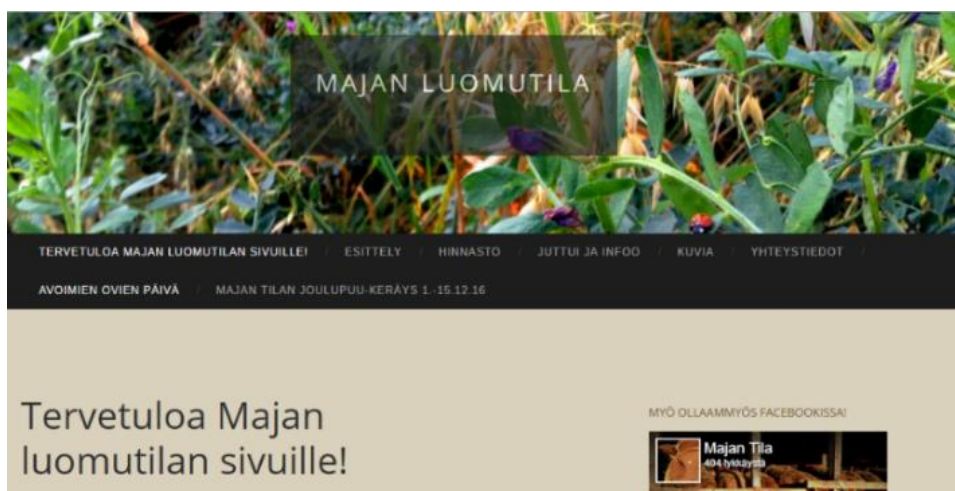 MAJAN LUOMUTILA
TERVETULOA MAJAN LUOMUTILAN SIVUILLE! / ESITTELY / HINNASTO / JUTTUI JA INFOO / KUVIA / YHTEYSTIEDOT /
AVOIMIEN OVIEN PÄIVÄ / MAJAN TILAN JOULUPUU-KERÄYS 1.-15.12.16
Tervetuloa Majan
luomutilan sivuille!
MYÖ OLLAAMMYÖS FACEBOOKISSA!
Majan Tila
404 tykkäystä